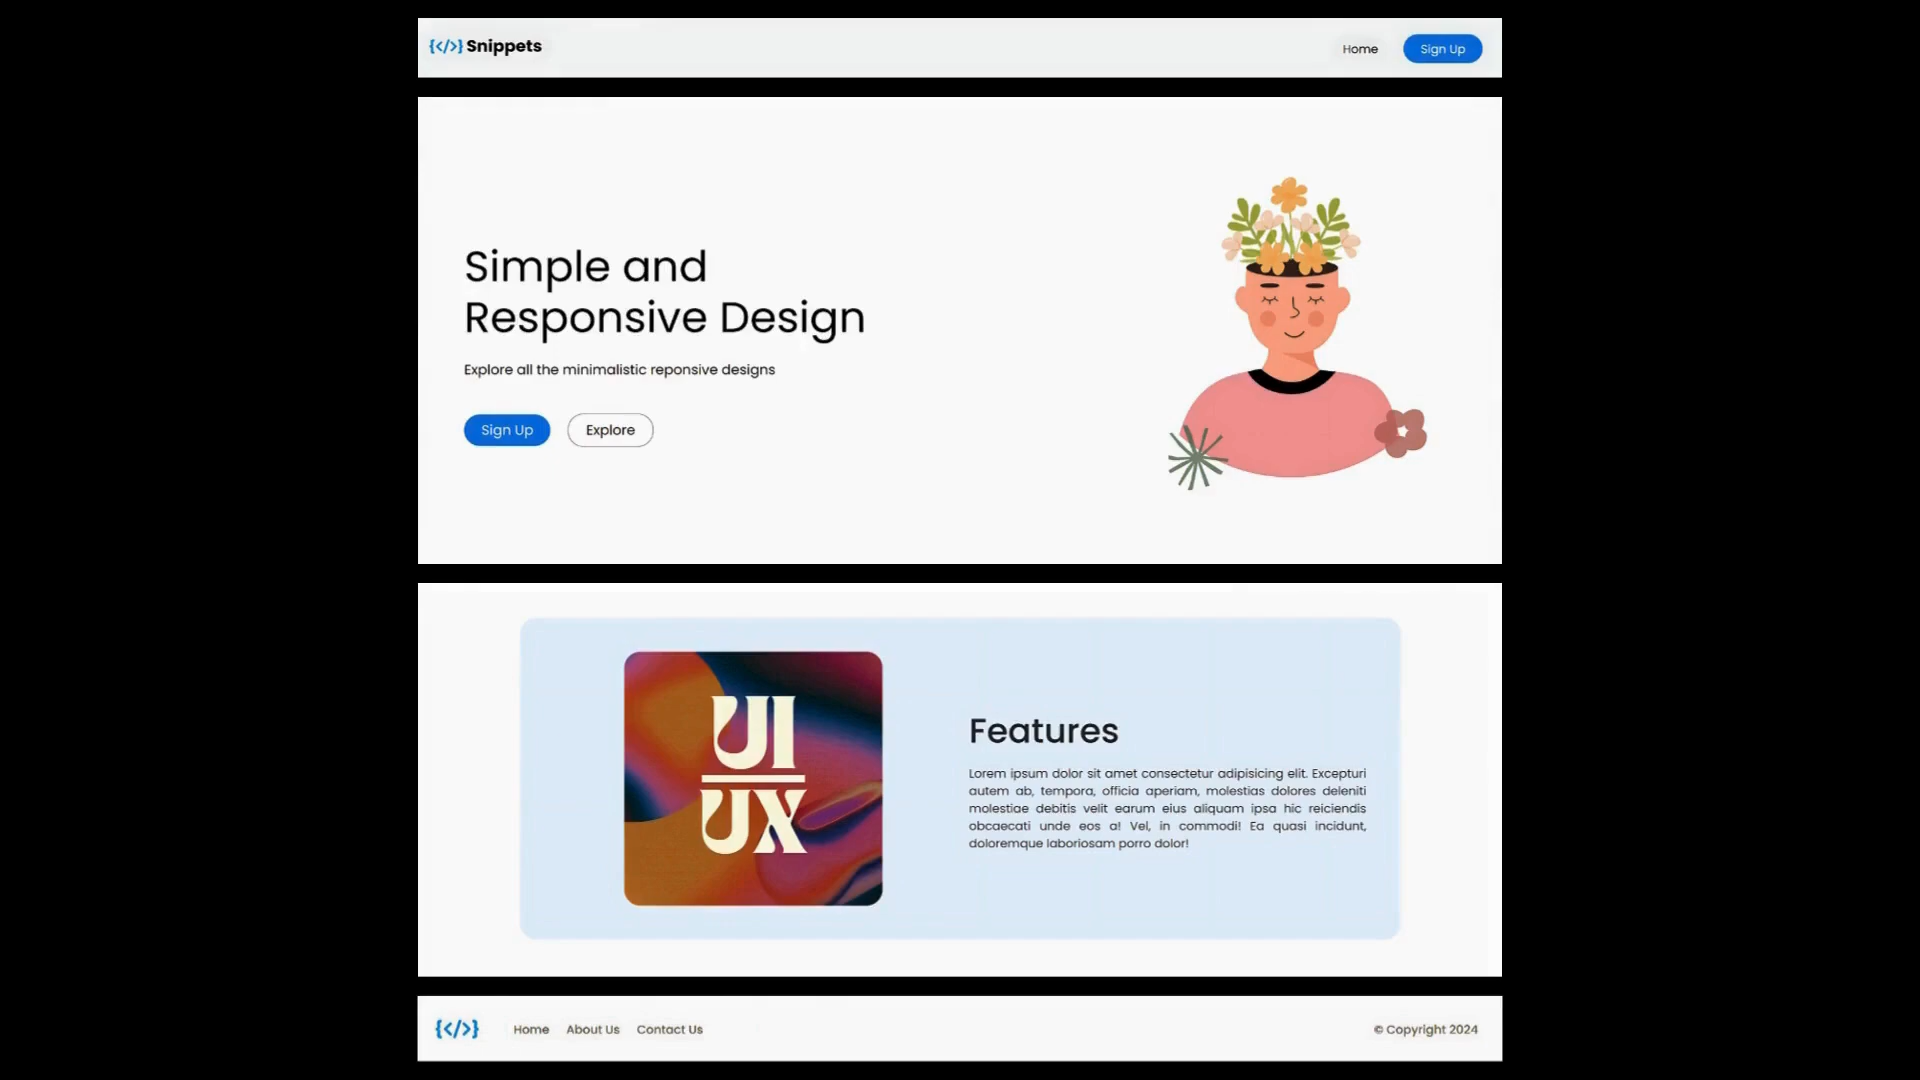 {</>} Snippets
Home
Sign Up
Simple and
Responsive Design
Explore all the minimalistic reponsive designs
Sign Up
Explore
UI
UX
Features
Lorem ipsum dolor sit amet consectetur adipisicing elit. Excepturi
autem ab, tempora, officia aperiam, molestias dolores deleniti
molestiae debitis velit earum eius aliquam ipsa hic reiciendis
obcaecati unde eos a! Vel, in commodi! Ea quasi incidunt,
doloremque laboriosam porro dolor!
{</>}
Home
About Us
Contact Us
© Copyright 2024